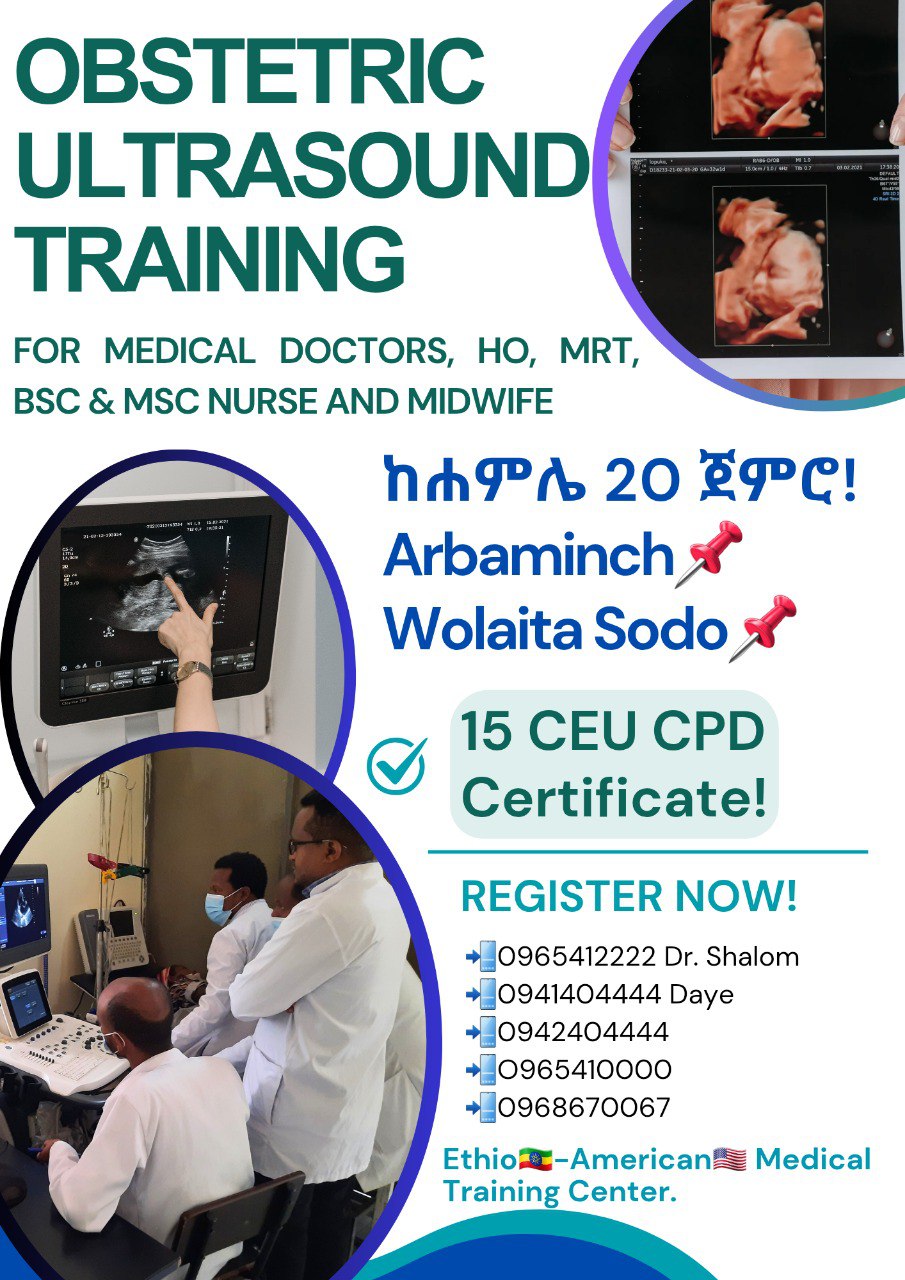 OBSTETRIC
ULTRASOUND
TRAINING
FOR MEDICAL DOCTORS, HO, MRT,
BSC & MSC NURSE AND MIDWIFE
ከሐምሌ 20 ጀምሮ!
Arbaminch📌
Wolaita Sodo📌
15 CEU CPD
Certificate!
REGISTER NOW!
📲0965412222 Dr. Shalom
📲0941404444 Daye
📲0942404444
📲0965410000
📲0968670067
Ethio🇪🇹-American🇺🇸 Medical
Training Center.